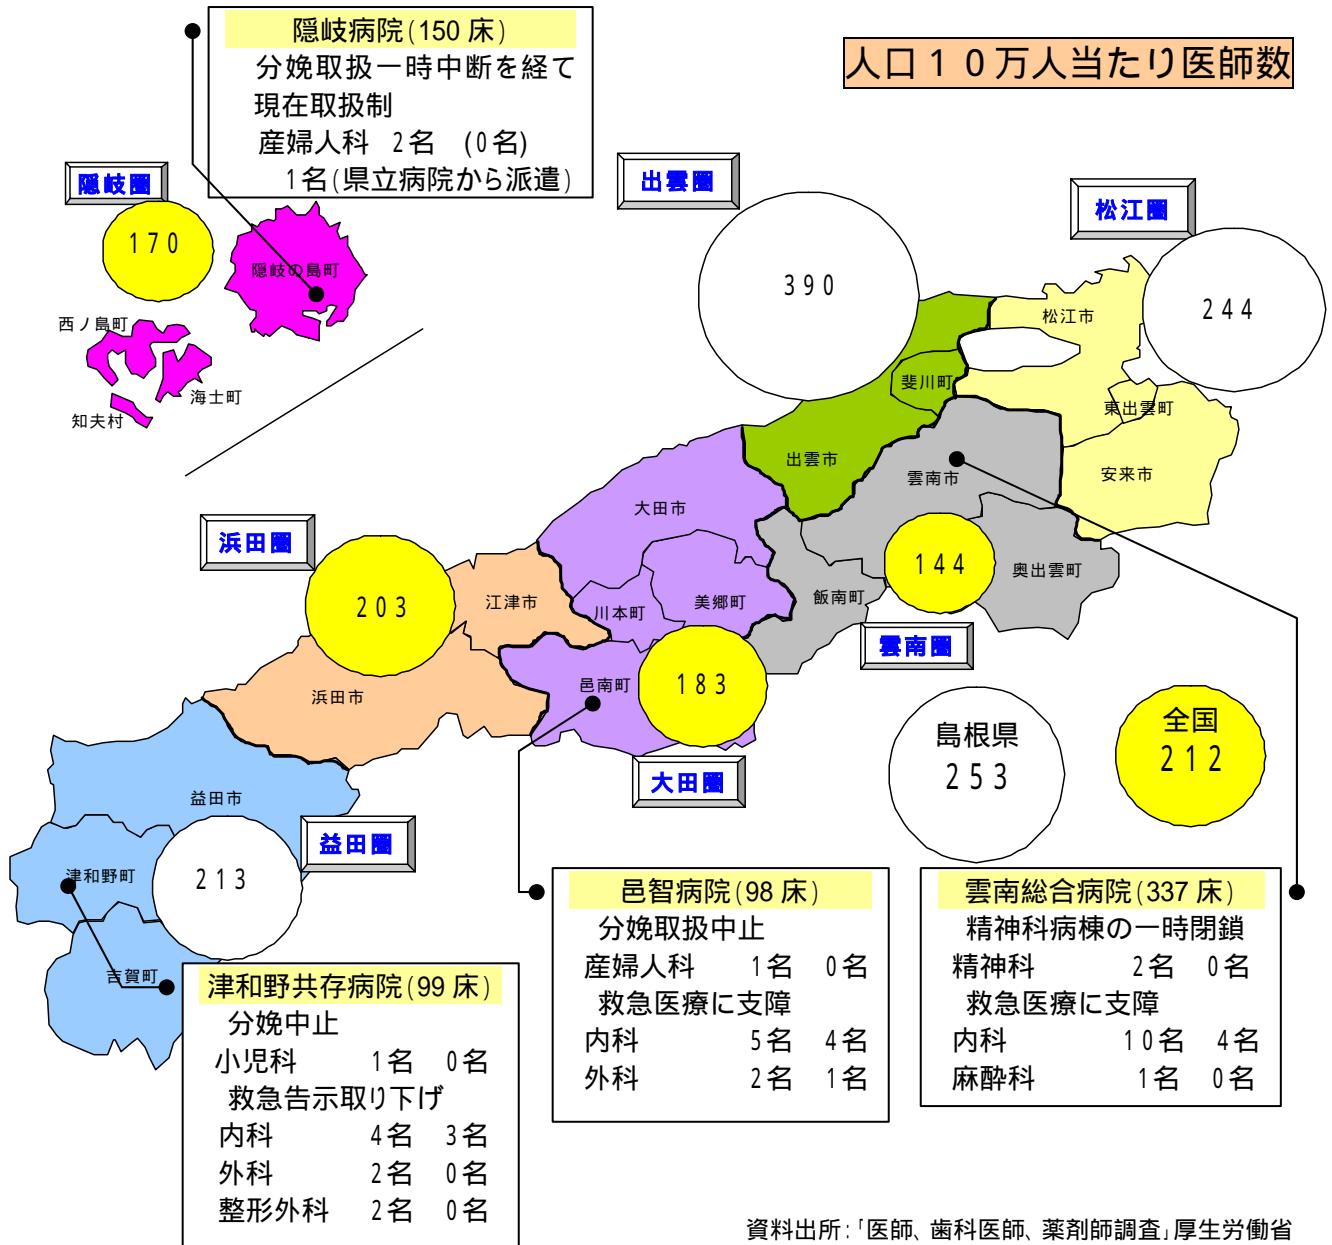 隠岐病院(150 床)
分娩取扱一時中断を経て
現在取扱制
産婦人科 2名 (0名)
1名(県立病院から派遣)
人口10万人当たり医師数
隠岐圏
170
隠岐の島町
西ノ島町
海士町
知夫村
出雲圏
390
松江圏
244
松江市
斐川町
東出雲町
安来市
出雲市
雲南市
奥出雲町
飯南町
144
雲南圏
大田市
美郷町
川本町
邑南町
183
大田圏
浜田圏
203
江津市
浜田市
島根県
253
全国
212
益田市
益田圏
213
津和野町
吉賀町
津和野共存病院(99 床)
分娩中止
小児科 1名 0名
救急告示取り下げ
内科 4名 3名
外科 2名 0名
整形外科 2名 0名
邑智病院(98 床)
分娩取扱中止
産婦人科 1名 0名
救急医療に支障
内科 5名 4名
外科 2名 1名
雲南総合病院(337 床)
精神科病棟の一時閉鎖
精神科 2名 0名
救急医療に支障
内科 10名 4名
麻酔科 1名 0名
資料出所:「医師、歯科医師、薬剤師調査」厚生労働省